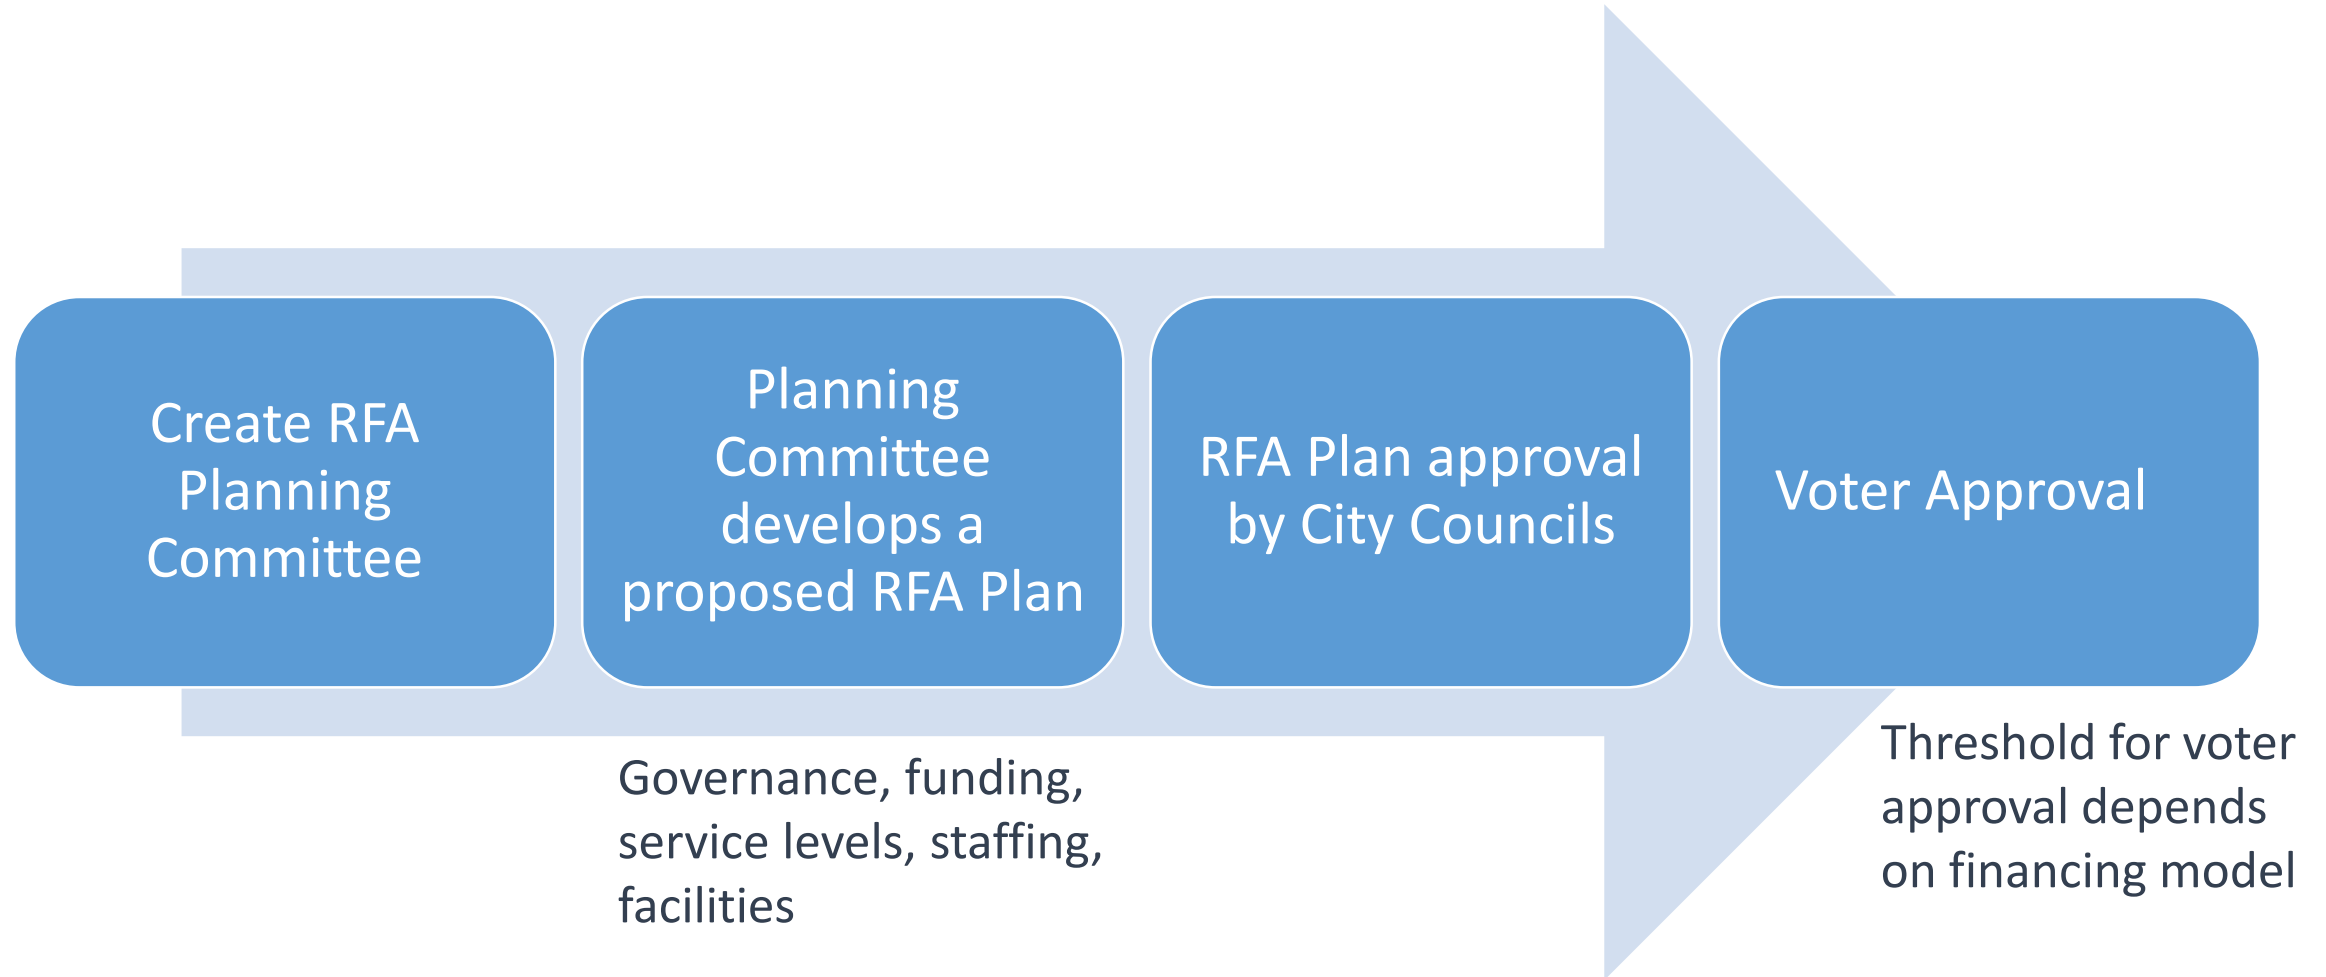 Create RFA
Planning
Committee
Planning
Committee
develops a
proposed RFA Plan
RFA Plan approval
by City Councils
Voter Approval
Governance, funding,
service levels, staffing,
facilities
Threshold for voter
approval depends
on financing model